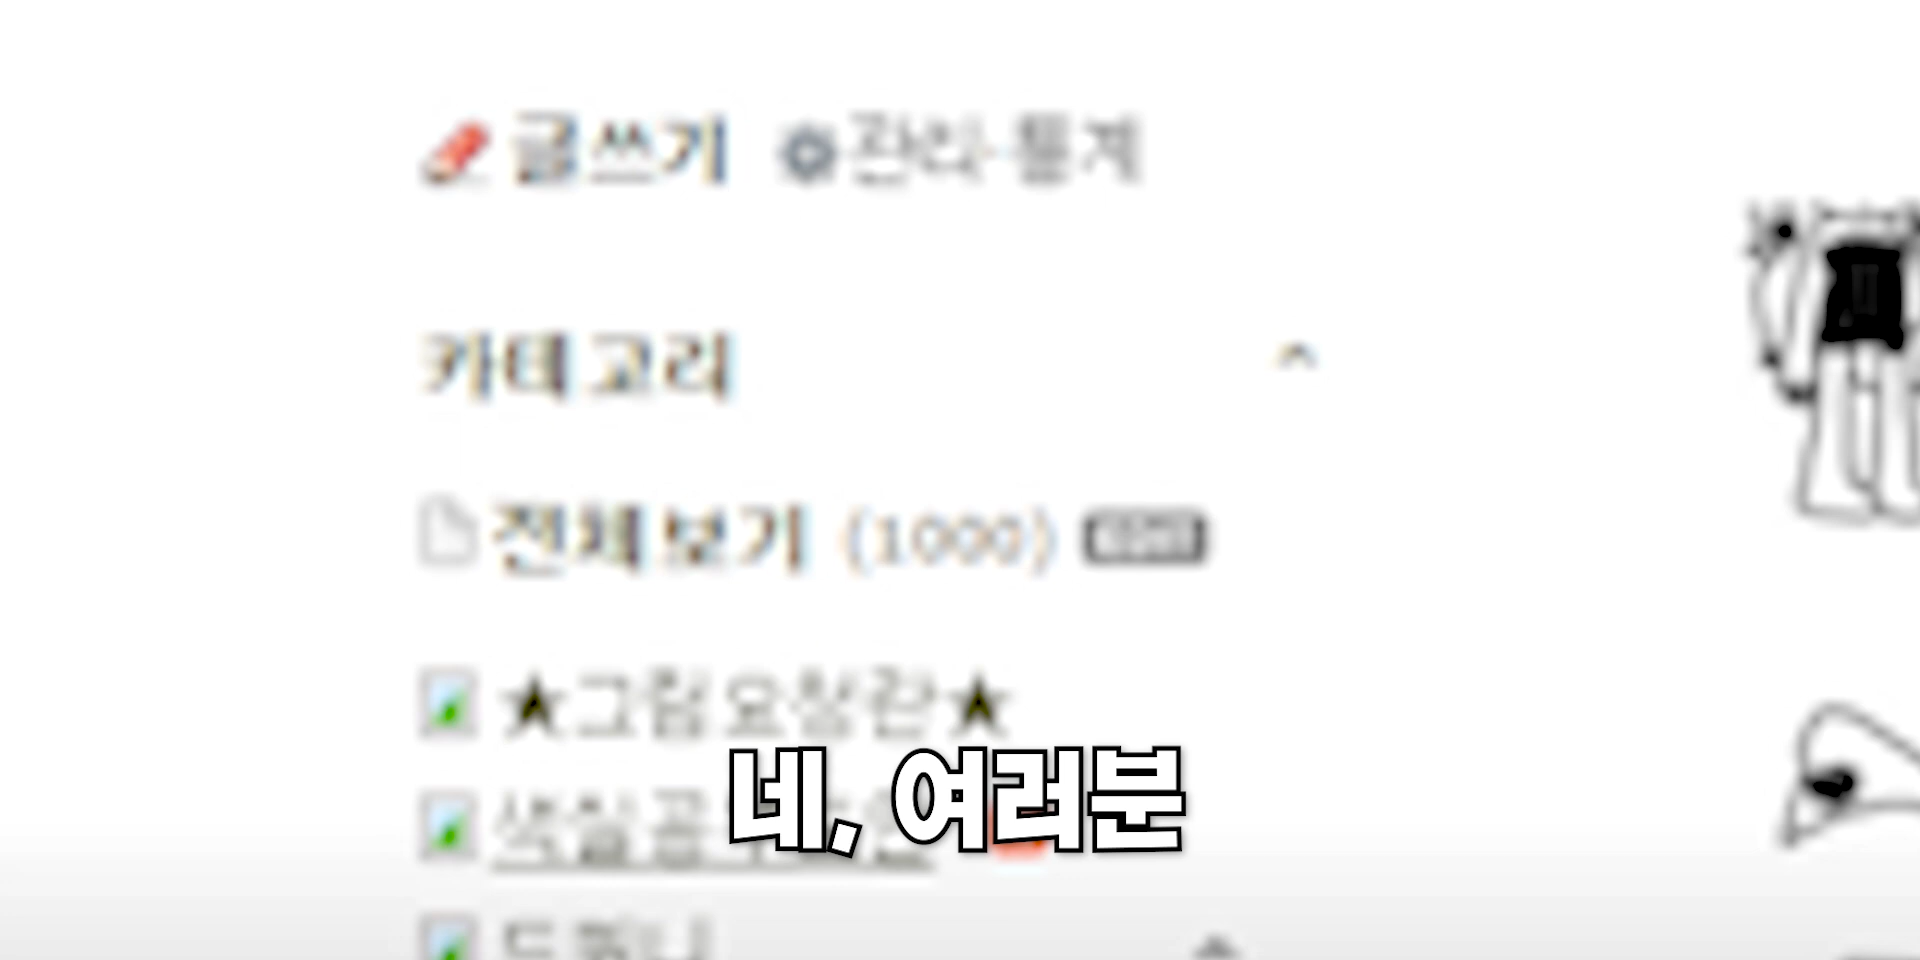 글쓰기 관리·통계
카테고리
전체보기 (1000)
★그림요청란★
네, 여러분